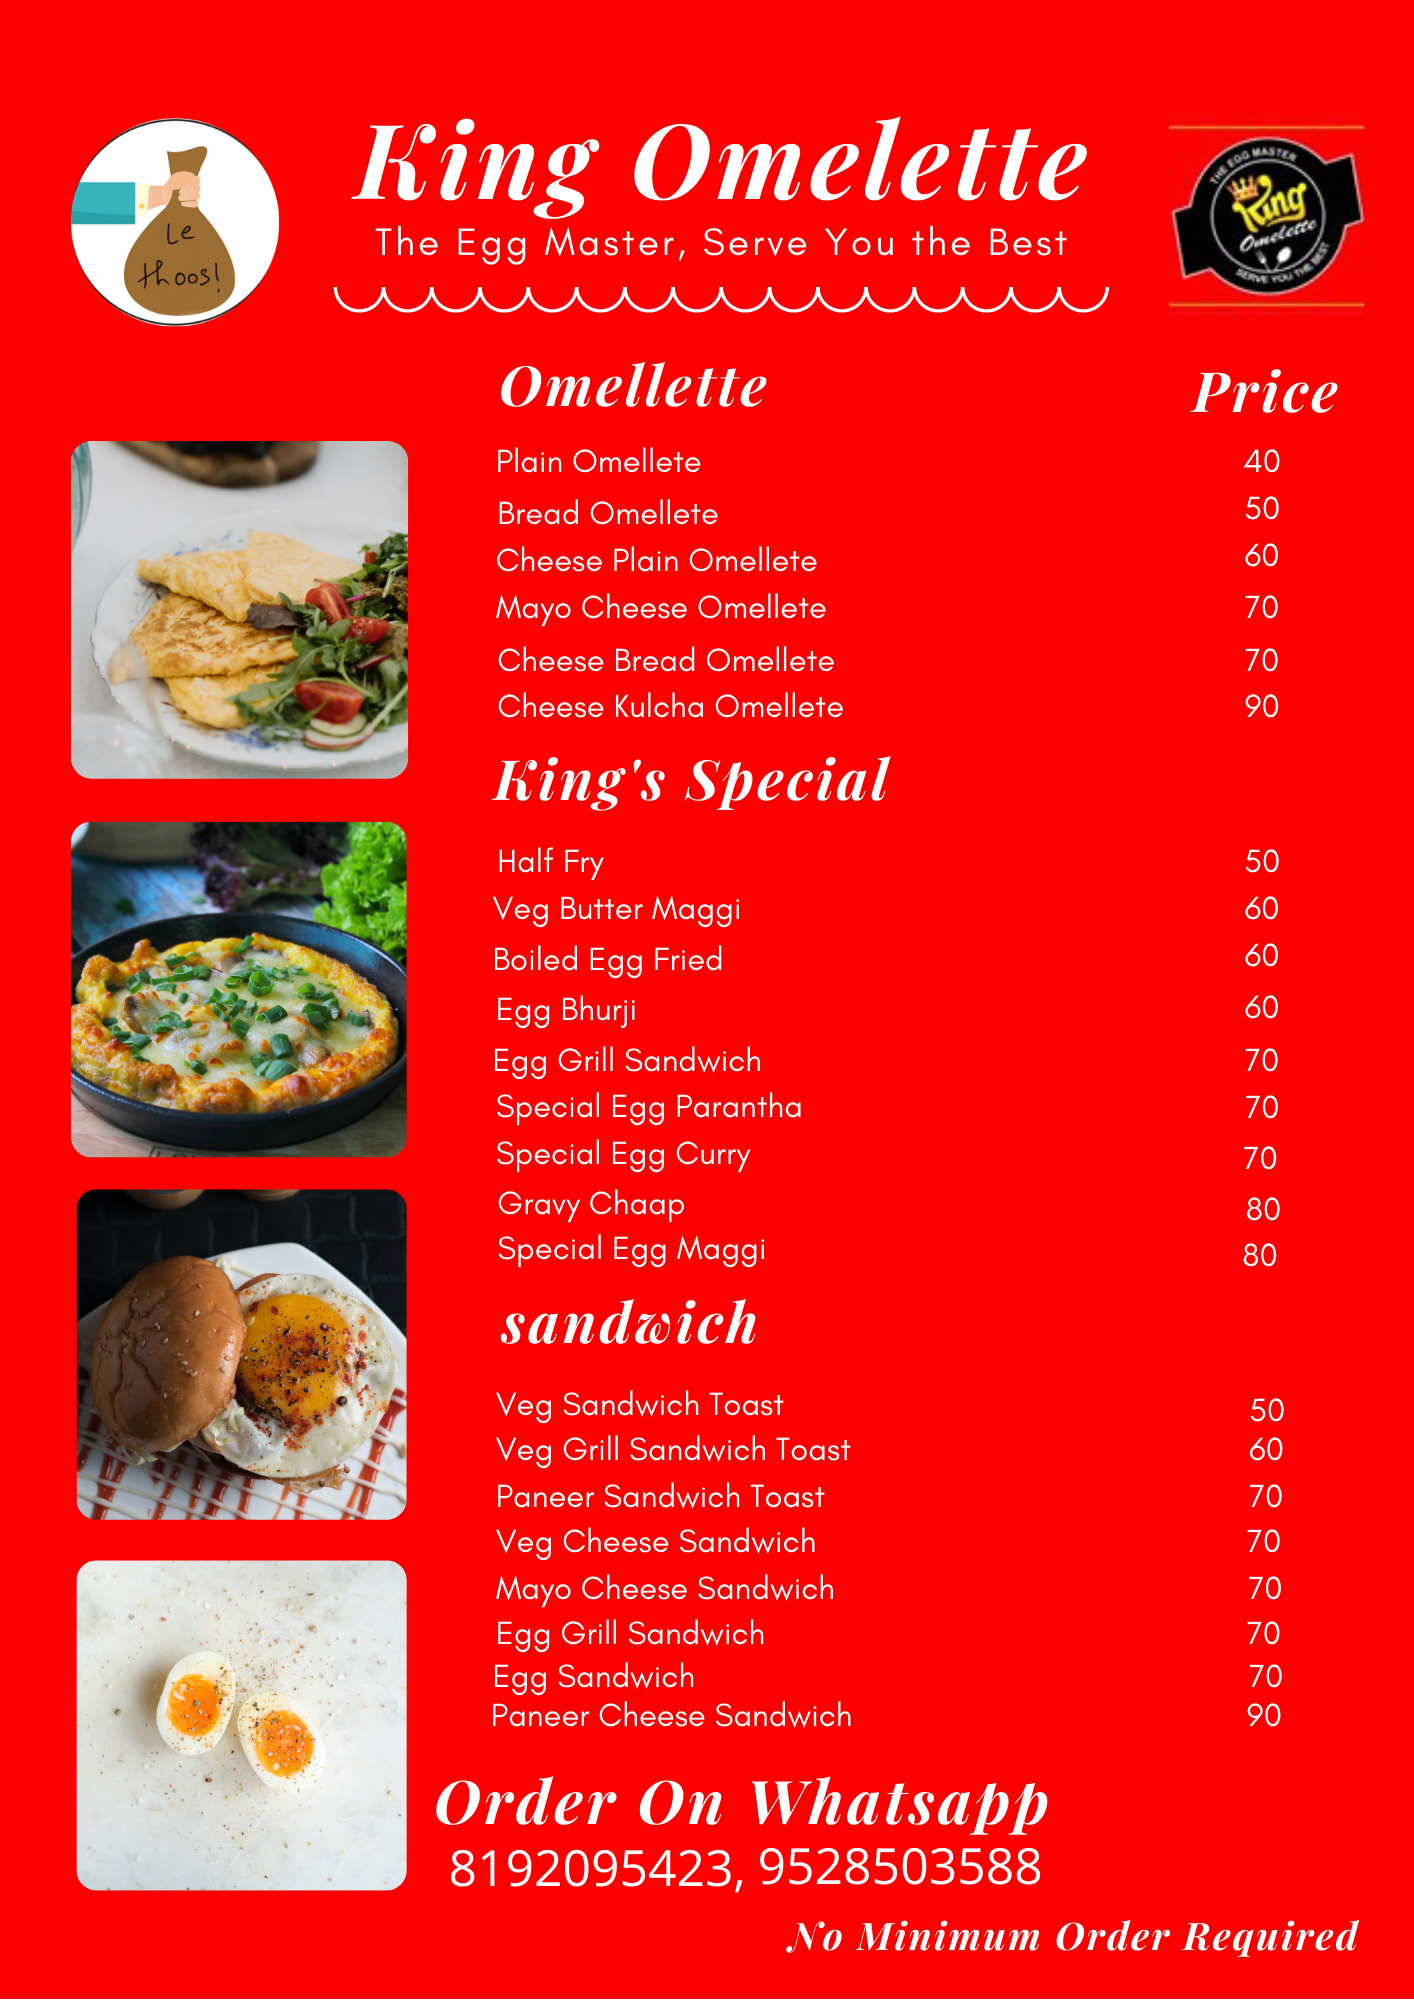 King Omelette
The Egg Master, Serve You the Best
Le
thoos!
THE EGG MASTER
King
Omelette
SERVE YOU THE BEST
Omellette Price
Plain Omellete 40
Bread Omellete 50
Cheese Plain Omellete 60
Mayo Cheese Omellete 70
Cheese Bread Omellete 70
Cheese Kulcha Omellete 90
King's Special
Half Fry 50
Veg Butter Maggi 60
Boiled Egg Fried 60
Egg Bhurji 60
Egg Grill Sandwich 70
Special Egg Parantha 70
Special Egg Curry 70
Gravy Chaap 80
Special Egg Maggi 80
sandwich
Veg Sandwich Toast 50
Veg Grill Sandwich Toast 60
Paneer Sandwich Toast 70
Veg Cheese Sandwich 70
Mayo Cheese Sandwich 70
Egg Grill Sandwich 70
Egg Sandwich 70
Paneer Cheese Sandwich 90
Order On Whatsapp
8192095423, 9528503588
No Minimum Order Required